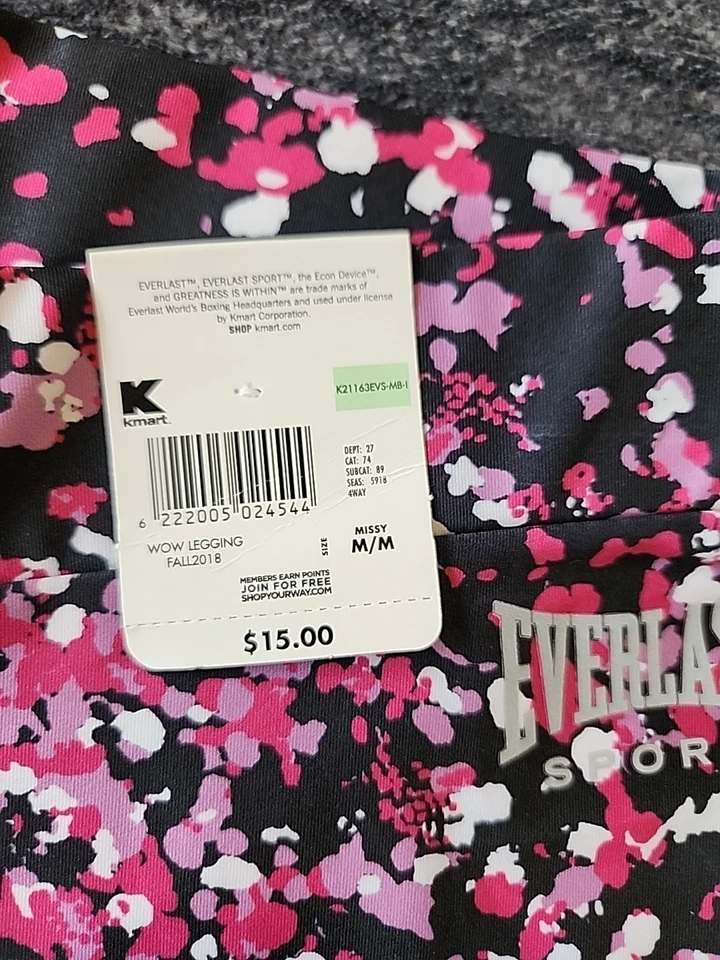 EVERLAST™, EVERLAST SPORT™, the Econ Device™,
and GREATNESS IS WITHIN™ are trade marks of
Everlast World's Boxing Headquarters and used under license
by Kmart Corporation.
SHOP kmart.com
K
kmart.
K21163EVS-MB-I
DEPT: 27
CAT: 74
SUBCAT: 89
SEAS: 5918
4WAY
6 222005 024544
WOW LEGGING
FALL2018
SIZE
MISSY
M/M
MEMBERS EARN POINTS
JOIN FOR FREE
SHOPYOURWAY.COM
$15.00
EVERLAS
SPOR